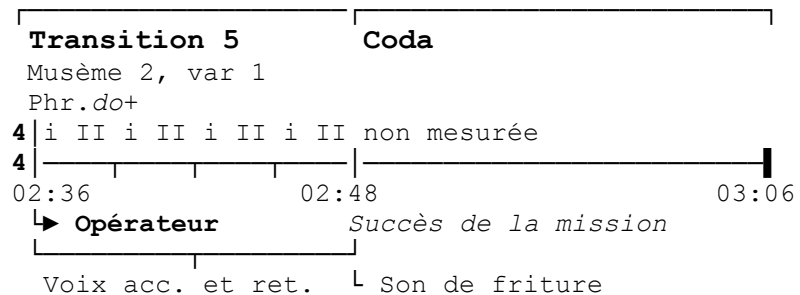 Transition 5 Coda
Musème 2, var 1
Phr.do+
4 i II i II i II i II non mesurée
4
02:36 02:48 03:06
Opérateur Succès de la mission
Voix acc. et ret. Son de friture